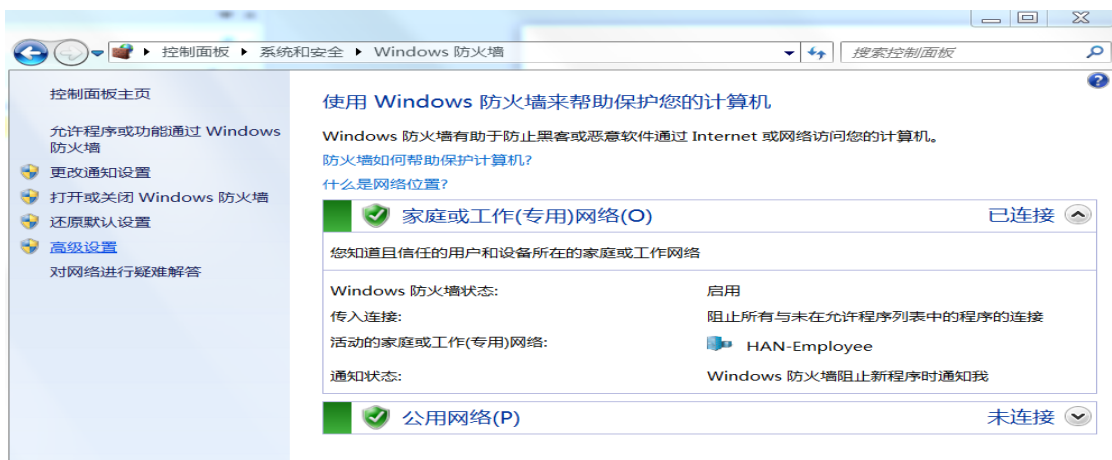 控制面板 ▸ 系统和安全 ▸ Windows 防火墙
搜索控制面板
控制面板主页
允许程序或功能通过 Windows
防火墙
更改通知设置
打开或关闭 Windows 防火墙
还原默认设置
高级设置
对网络进行疑难解答
使用 Windows 防火墙来帮助保护您的计算机
Windows 防火墙有助于防止黑客或恶意软件通过 Internet 或网络访问您的计算机。
防火墙如何帮助保护计算机?
什么是网络位置?
家庭或工作(专用)网络(O) 已连接
您知道且信任的用户和设备所在的家庭或工作网络
Windows 防火墙状态: 启用
传入连接: 阻止所有与未在允许程序列表中的程序的连接
活动的家庭或工作(专用)网络: HAN-Employee
通知状态: Windows 防火墙阻止新程序时通知我
公用网络(P) 未连接